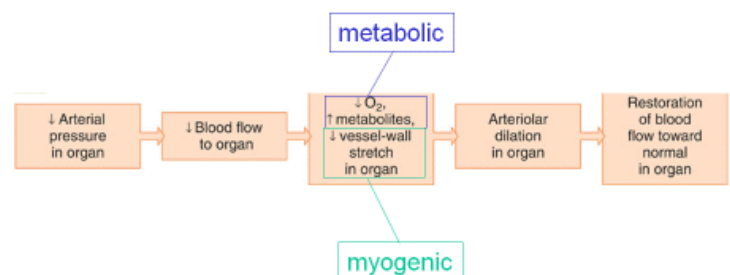 metabolic
↓Arterial
pressure
in organ
↓Blood flow
to organ
↓O₂,
↑metabolites,
↓vessel-wall
stretch
in organ
Arteriolar
dilation
in organ
Restoration
of blood
flow toward
normal
in organ
myogenic